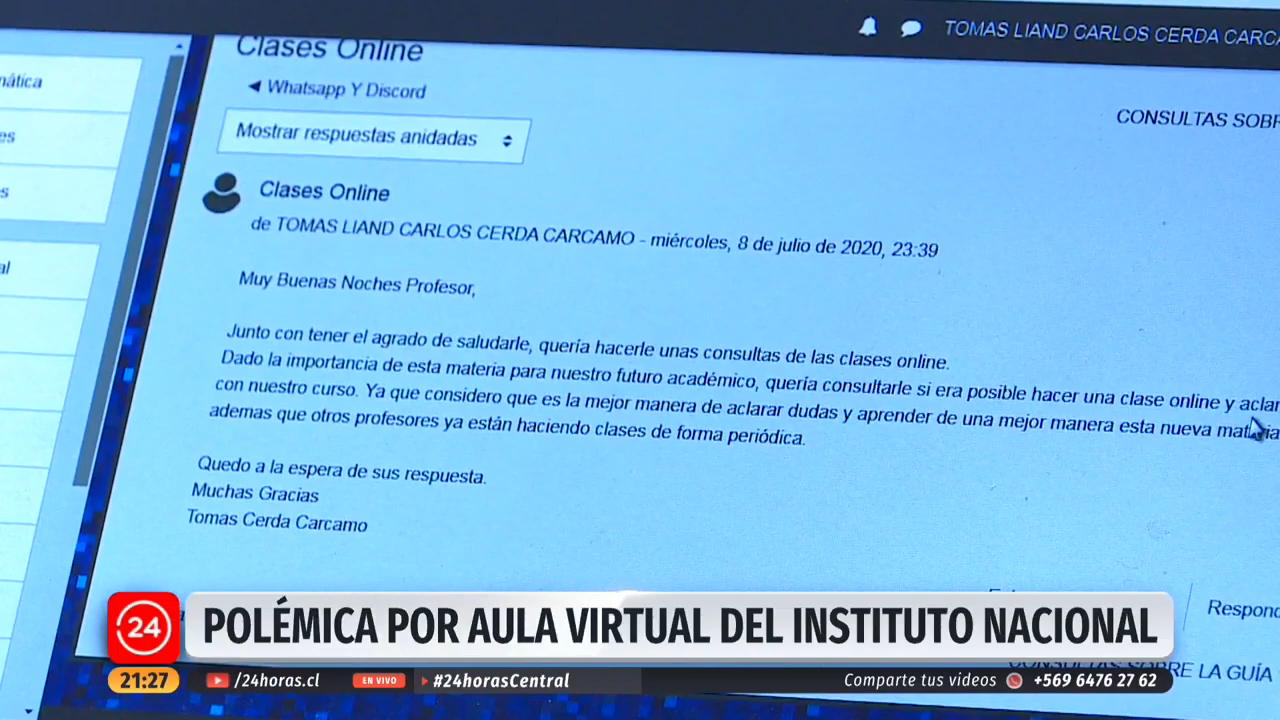 TOMAS LIAND CARLOS CERDA
Clases Online
◄ Whatsapp Y Discord
CONSULTAS
Mostrar respuestas anidadas
Clases Online
de TOMAS LIAND CARLOS CERDA CARCAMO - miércoles, 8 de julio de 2020, 23:39
Muy Buenas Noches Profesor,
Junto con tener el agrado de saludarle, quería hacerle unas consultas de las clases online.
Dado la importancia de esta materia para nuestro futuro académico, quería consultarle si era posible hacer una clase online y aclar
con nuestro curso. Ya que considero que es la mejor manera de aclarar dudas y aprender de una mejor manera esta nueva
ademas que otros profesores ya están haciendo clases de forma periódica.
Quedo a la espera de sus respuesta.
Muchas Gracias
Tomas Cerda Carcamo
Respond
24
POLÉMICA POR AULA VIRTUAL DEL INSTITUTO NACIONAL
CONSULTAS SOBRE LA GUÍA
21:27
/24horas.cl
EN VIVO
#24horasCentral
Comparte tus videos
+569 6476 27 62